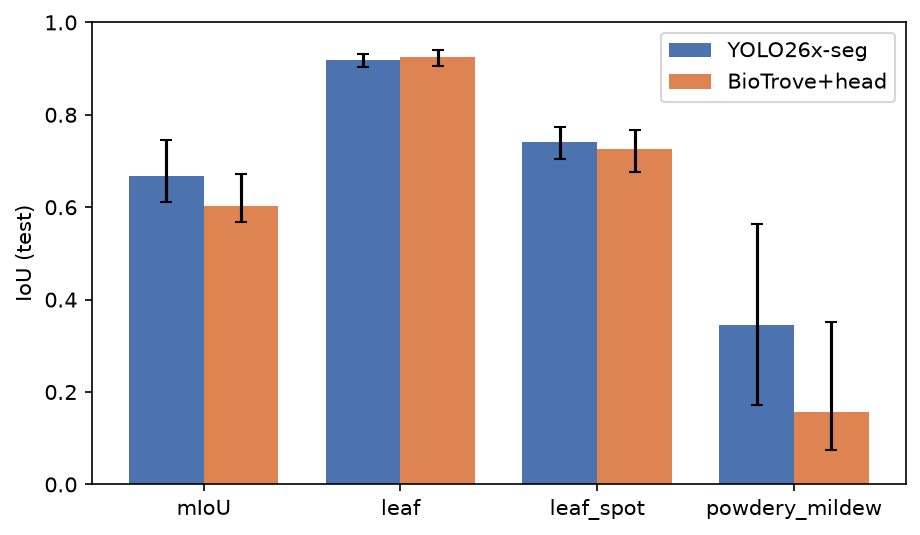 1.0
0.8
0.6
0.4
0.2
0.0
IoU (test)
YOLO26x-seg
BioTrove+head
mIoU
leaf
leaf_spot
powdery_mildew